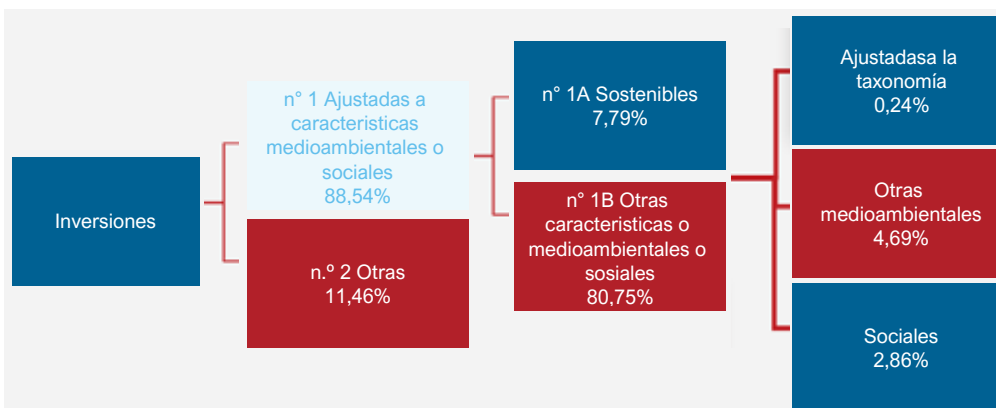 Inversiones
n° 1 Ajustadas a
caracteristicas
medioambientales o
sociales
88,54%
n.º 2 Otras
11,46%
n° 1A Sostenibles
7,79%
n° 1B Otras
caracteristicas o
medioambientales o
sosiales
80,75%
Ajustadasa la
taxonomía
0,24%
Otras
medioambientales
4,69%
Sociales
2,86%